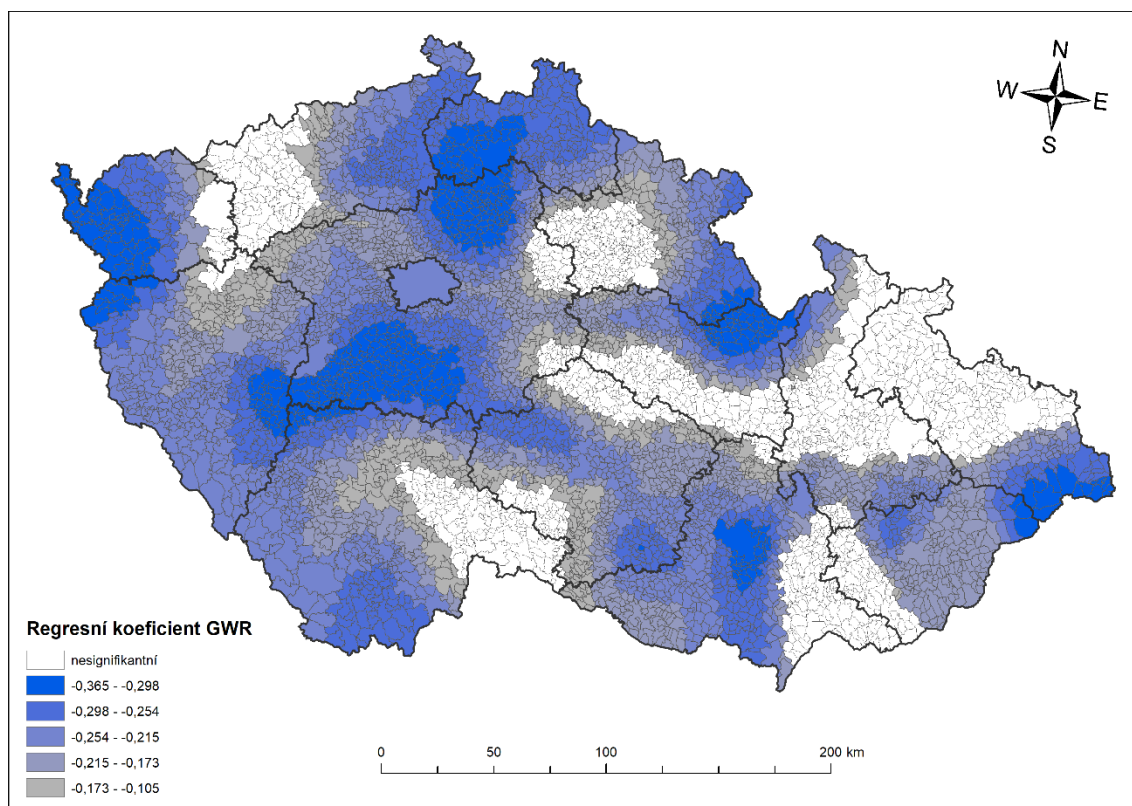 N
W E
S
Regresní koeficient GWR
nesignifikantní
-0,365 - -0,298
-0,298 - -0,254
-0,254 - -0,215
-0,215 - -0,173
-0,173 - -0,105
0 50 100 200 km